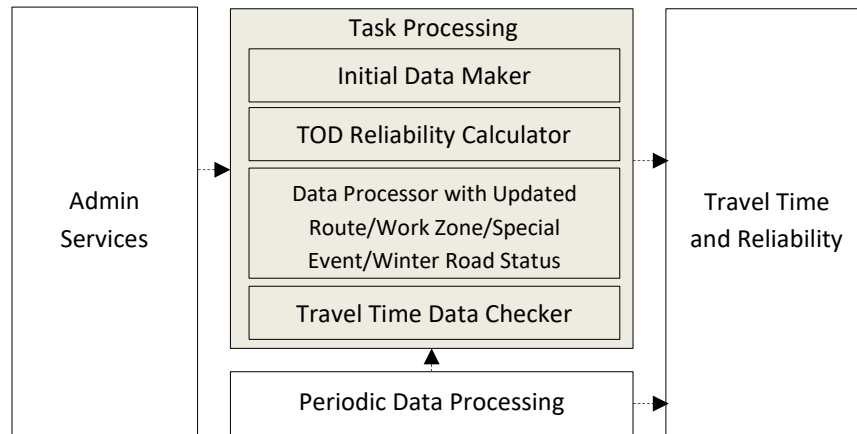 Task Processing
Initial Data Maker
TOD Reliability Calculator
Data Processor with Updated
Route/Work Zone/Special
Event/Winter Road Status
Travel Time Data Checker
Admin
Services
Travel Time
and Reliability
Periodic Data Processing